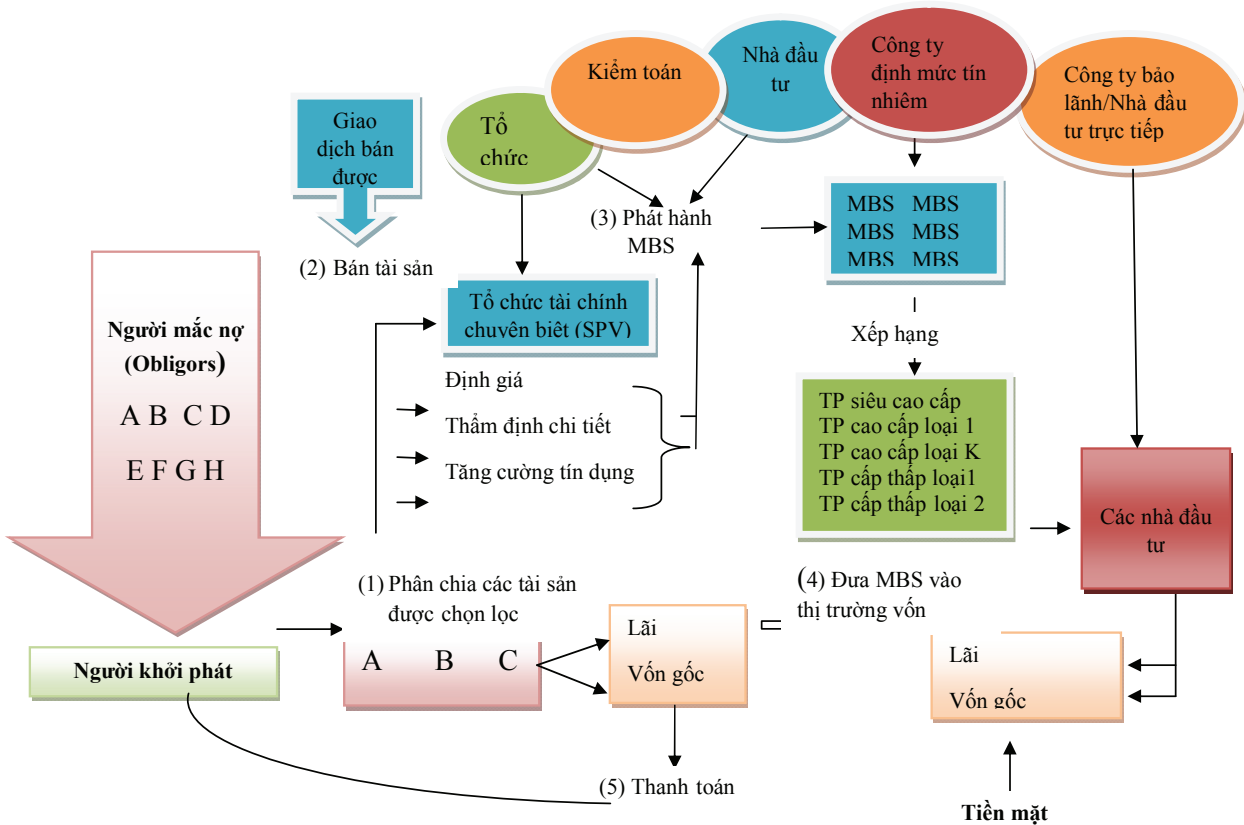 Kiểm toán
Nhà đầu
tư
Công ty
định mức tín
nhiêm
Công ty bảo
lãnh/Nhà đầu
tư trực tiếp
Tổ
chức
Giao
dịch bán
được
(2) Bán tài sản
(3) Phát hành
MBS
MBS MBS
MBS MBS
MBS MBS
Tổ chức tài chính
chuyên biêt (SPV)
Xếp hạng
Người mắc nợ
(Obligors)
A B C D
E F G H
Định giá
Thẩm định chi tiết
Tăng cường tín dụng
TP siêu cao cấp
TP cao cấp loại 1
TP cao cấp loại K
TP cấp thấp loại1
TP cấp thấp loại 2
Các nhà đầu
tư
(1) Phân chia các tài sản
được chọn lọc
(4) Đưa MBS vào
thị trường vốn
Người khởi phát
A B C
Lãi
Vốn gốc
Lãi
Vốn gốc
(5) Thanh toán
Tiền mặt